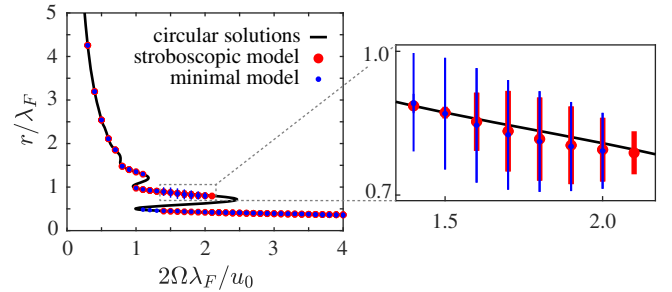 5
4
3
2
1
0
r/λ_F
circular solutions
stroboscopic model
minimal model
0 1 2 3 4
2Ωλ_F/u_0
1.0
0.7
1.5 2.0